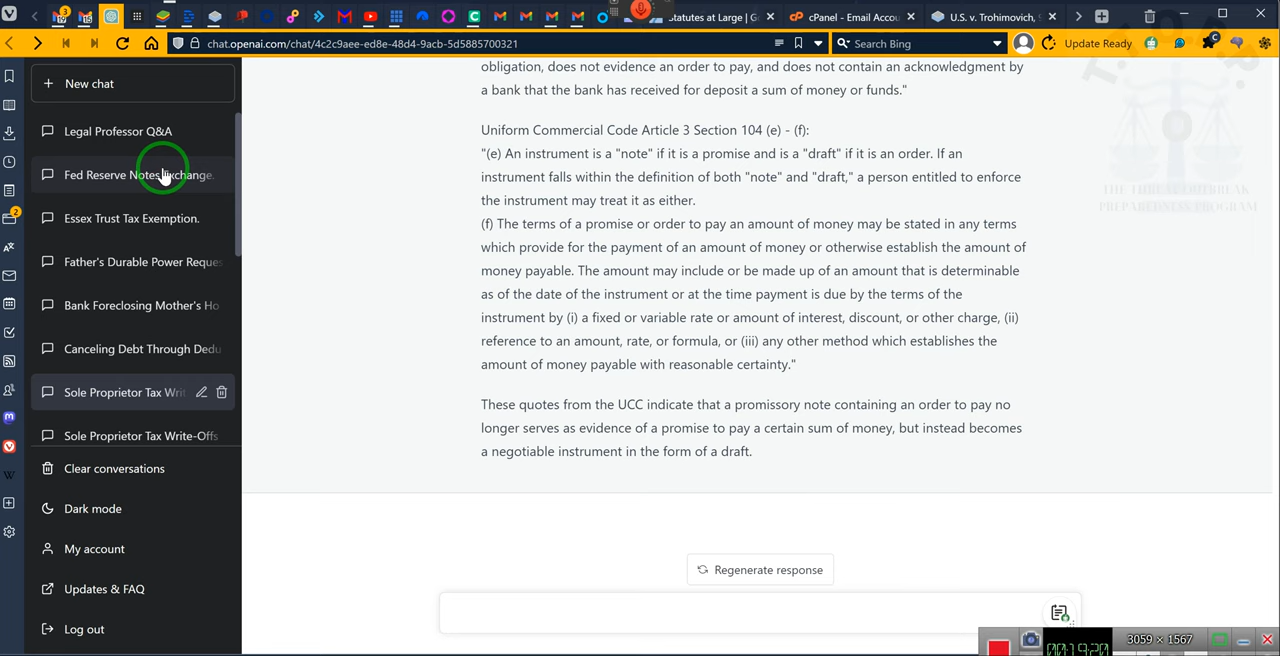 Statutes at Large | G
cPanel - Email Accou
U.S. v. Trohimovich,
chat.openai.com/chat/4c2c9aee-ed8e-48d4-9acb-5d5885700321
Search Bing
Update Ready
New chat
Legal Professor Q&A
Fed Reserve Notes Exchange.
Essex Trust Tax Exemption.
Father's Durable Power Reques
Bank Foreclosing Mother's Ho
Canceling Debt Through Dedu
Sole Proprietor Tax Writ
Sole Proprietor Tax Write-Offs
Clear conversations
Dark mode
My account
Updates & FAQ
Log out
obligation, does not evidence an order to pay, and does not contain an acknowledgment by
a bank that the bank has received for deposit a sum of money or funds."
Uniform Commercial Code Article 3 Section 104 (e) - (f):
"(e) An instrument is a "note" if it is a promise and is a "draft" if it is an order. If an
instrument falls within the definition of both "note" and "draft," a person entitled to enforce
the instrument may treat it as either.
(f) The terms of a promise or order to pay an amount of money may be stated in any terms
which provide for the payment of an amount of money or otherwise establish the amount of
money payable. The amount may include or be made up of an amount that is determinable
as of the date of the instrument or at the time payment is due by the terms of the
instrument by (i) a fixed or variable rate or amount of interest, discount, or other charge, (ii)
reference to an amount, rate, or formula, or (iii) any other method which establishes the
amount of money payable with reasonable certainty."
These quotes from the UCC indicate that a promissory note containing an order to pay no
longer serves as evidence of a promise to pay a certain sum of money, but instead becomes
a negotiable instrument in the form of a draft.
Regenerate response
THE THREAT OUTBREAK
PREPAREDNESS PROGRAM
00:19:20
3059 × 1567